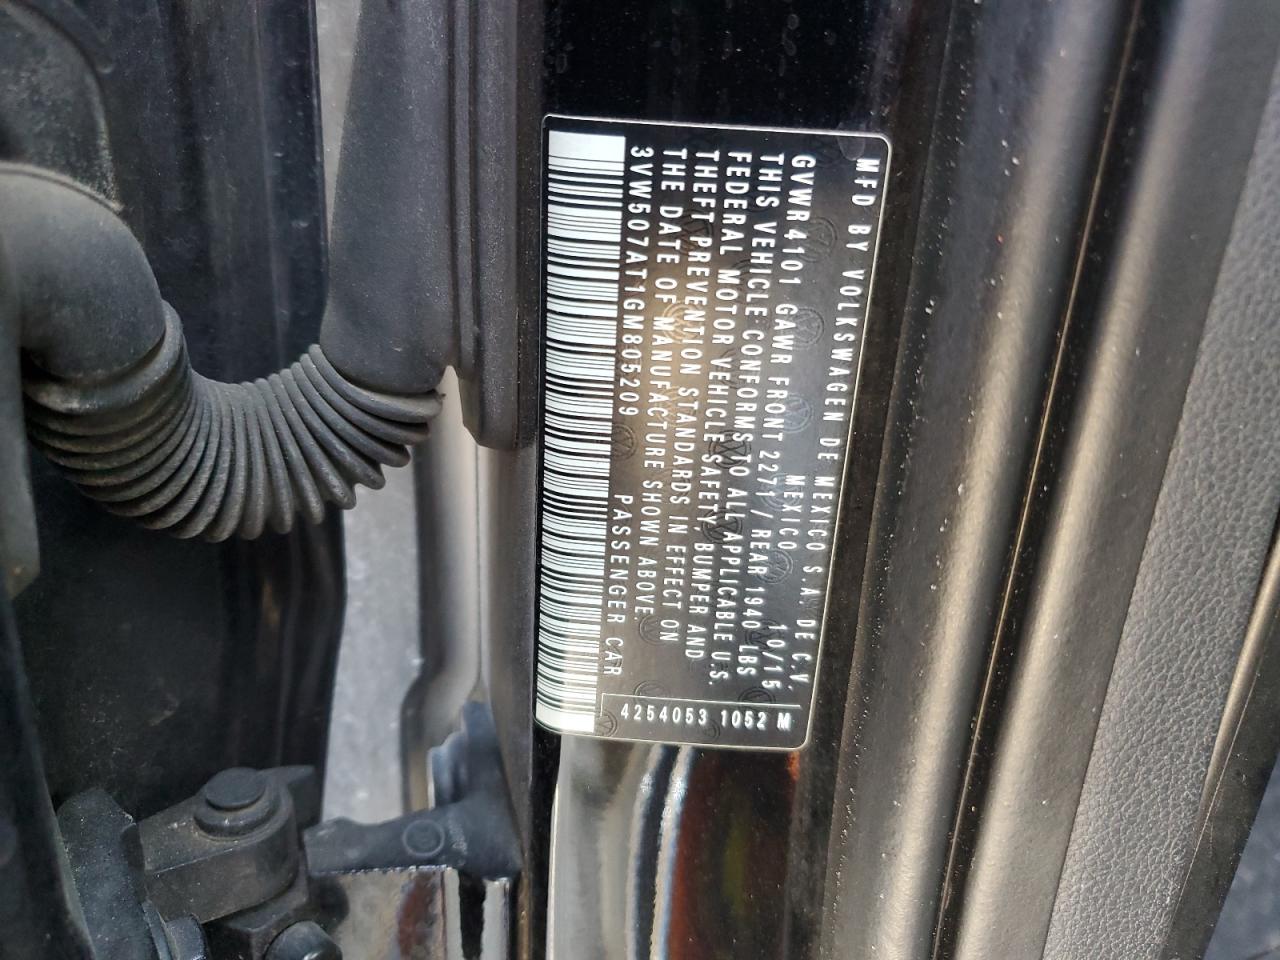 MFD BY VOLKSWAGEN DE MEXICO S.A. DE C.V.
MEXICO 10/15
GVWR 4101 GAWR FRONT 2271 / REAR 1940 LBS
THIS VEHICLE CONFORMS TO ALL APPLICABLE U.S.
FEDERAL MOTOR VEHICLE SAFETY, BUMPER AND
THEFT PREVENTION STANDARDS IN EFFECT ON
THE DATE OF MANUFACTURE SHOWN ABOVE.
3VW507AT1GM805209 PASSENGER CAR
4254053 1052 M